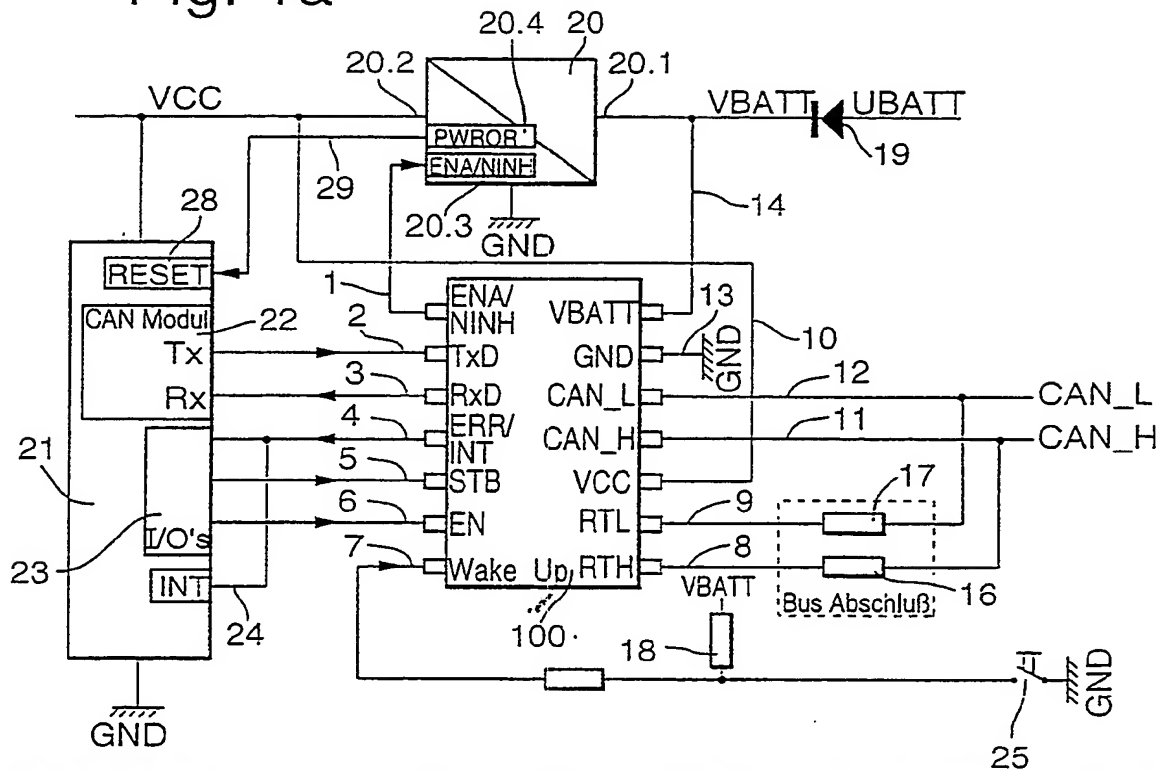 Fig. 1a
20.4
20
20.2
20.1
VCC
VBATT
UBATT
PWROR
ENA/NINH
19
29
20.3
GND
14
28
RESET
1
ENA/
NINH
VBATT
13
GND
10
CAN Modul
22
Tx
2
TxD
GND
12
CAN_L
Rx
3
RxD
CAN_L
11
CAN_H
4
ERR/
INT
CAN_H
21
5
STB
VCC
17
6
EN
RTL
9
I/O's
23
7
Wake Up
RTH
8
VBATT
16
Bus Abschluß
INT
24
100
18
GND
GND
25